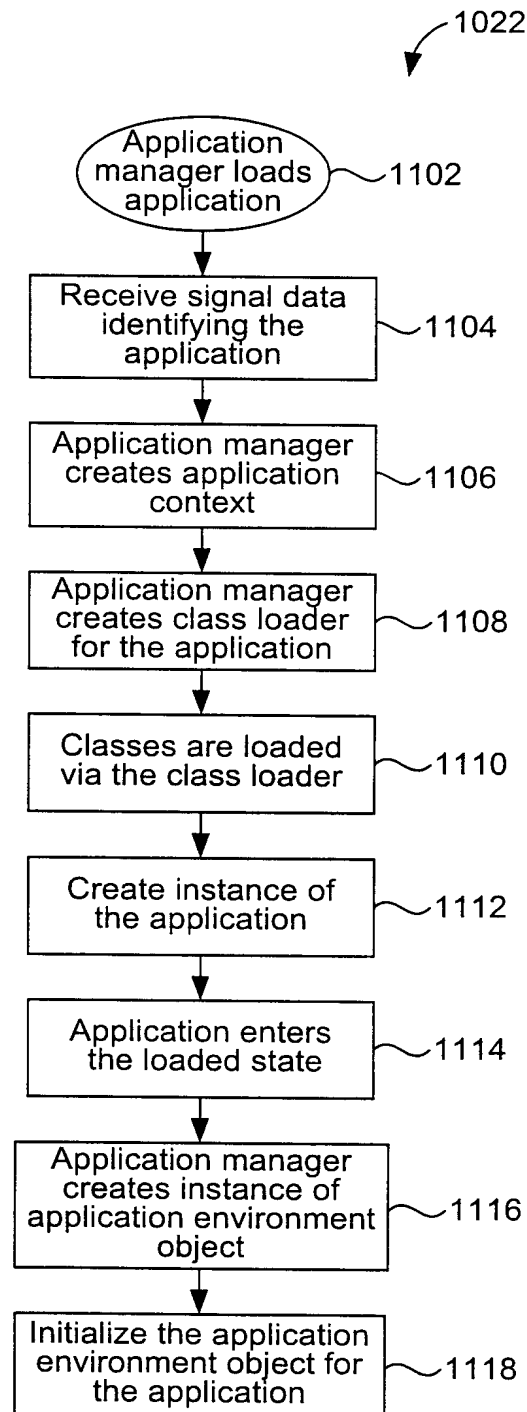 1022
Application
manager loads
application
1102
Receive signal data
identifying the
application
1104
Application manager
creates application
context
1106
Application manager
creates class loader
for the application
1108
Classes are loaded
via the class loader
1110
Create instance of
the application
1112
Application enters
the loaded state
1114
Application manager
creates instance of
application environment
object
1116
Initialize the application
environment object for
the application
1118